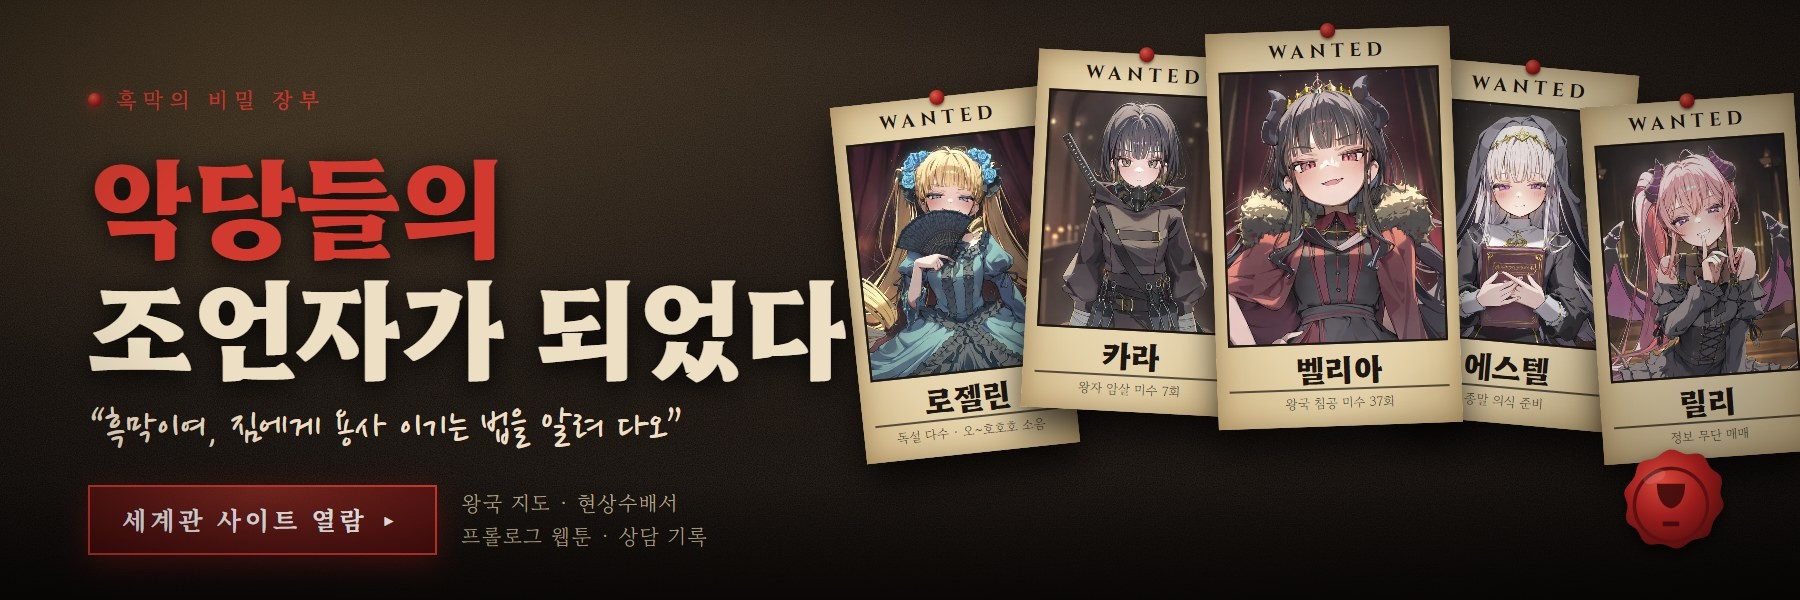 흑막의 비밀 장부
악당들의
조언자가 되었다
“흑막이여, 짐에게 용사 이기는 법을 알려 다오”
세계관 사이트 열람 ▸
왕국 지도 · 현상수배서
프롤로그 웹툰 · 상담 기록
WANTED
로젤린
독설 다수 · 오~호호호 소음
WANTED
카라
왕자 암살 미수 7회
WANTED
벨리아
왕국 침공 미수 37회
WANTED
에스텔
종말 의식 준비
WANTED
릴리
정보 무단 매매